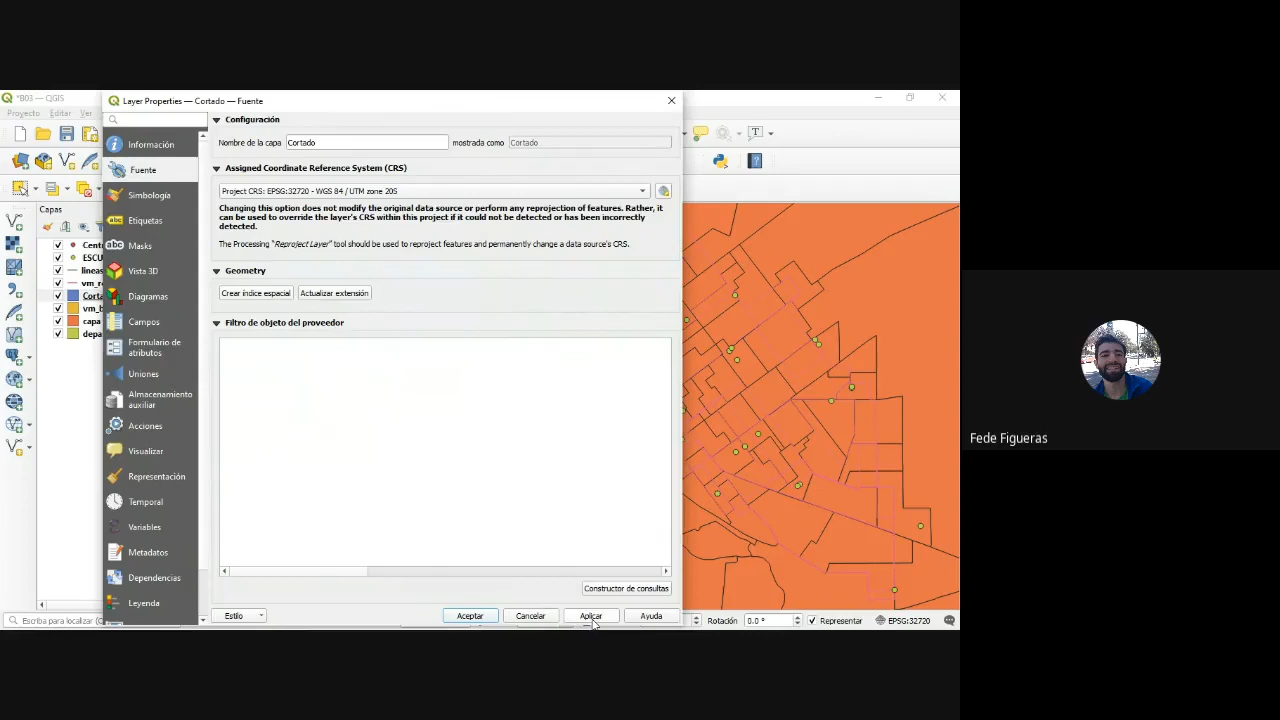 *B03 — QGIS
Layer Properties — Cortado — Fuente
Proyecto Editar Ver
Capas
Cent
ESCU
lineas
vm_r
Corta
vm_b
capa
depa
Información
Fuente
Simbología
Etiquetas
Masks
Vista 3D
Diagramas
Campos
Formulario de
atributos
Uniones
Almacenamiento
auxiliar
Acciones
Visualizar
Representación
Temporal
Variables
Metadatos
Dependencias
Leyenda
Configuración
Nombre de la capa Cortado mostrada como Cortado
Assigned Coordinate Reference System (CRS)
Project CRS: EPSG:32720 - WGS 84 / UTM zone 20S
Changing this option does not modify the original data source or perform any reprojection of features. Rather, it
can be used to override the layer's CRS within this project if it could not be detected or has been incorrectly
detected.
The Processing "Reproject Layer" tool should be used to reproject features and permanently change a data source's CRS.
Geometry
Crear índice espacial Actualizar extensión
Filtro de objeto del proveedor
Constructor de consultas
Estilo Aceptar Cancelar Aplicar Ayuda
Escriba para localizar (C
Rotación 0.0 ° Representar EPSG:32720
Fede Figueras